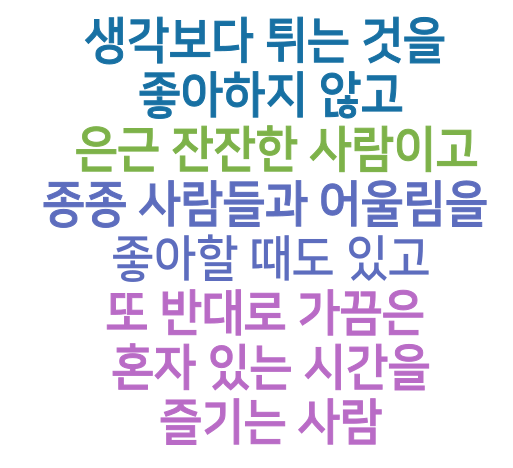 생각보다 튀는 것을
좋아하지 않고
은근 잔잔한 사람이고
종종 사람들과 어울림을
좋아할 때도 있고
또 반대로 가끔은
혼자 있는 시간을
즐기는 사람